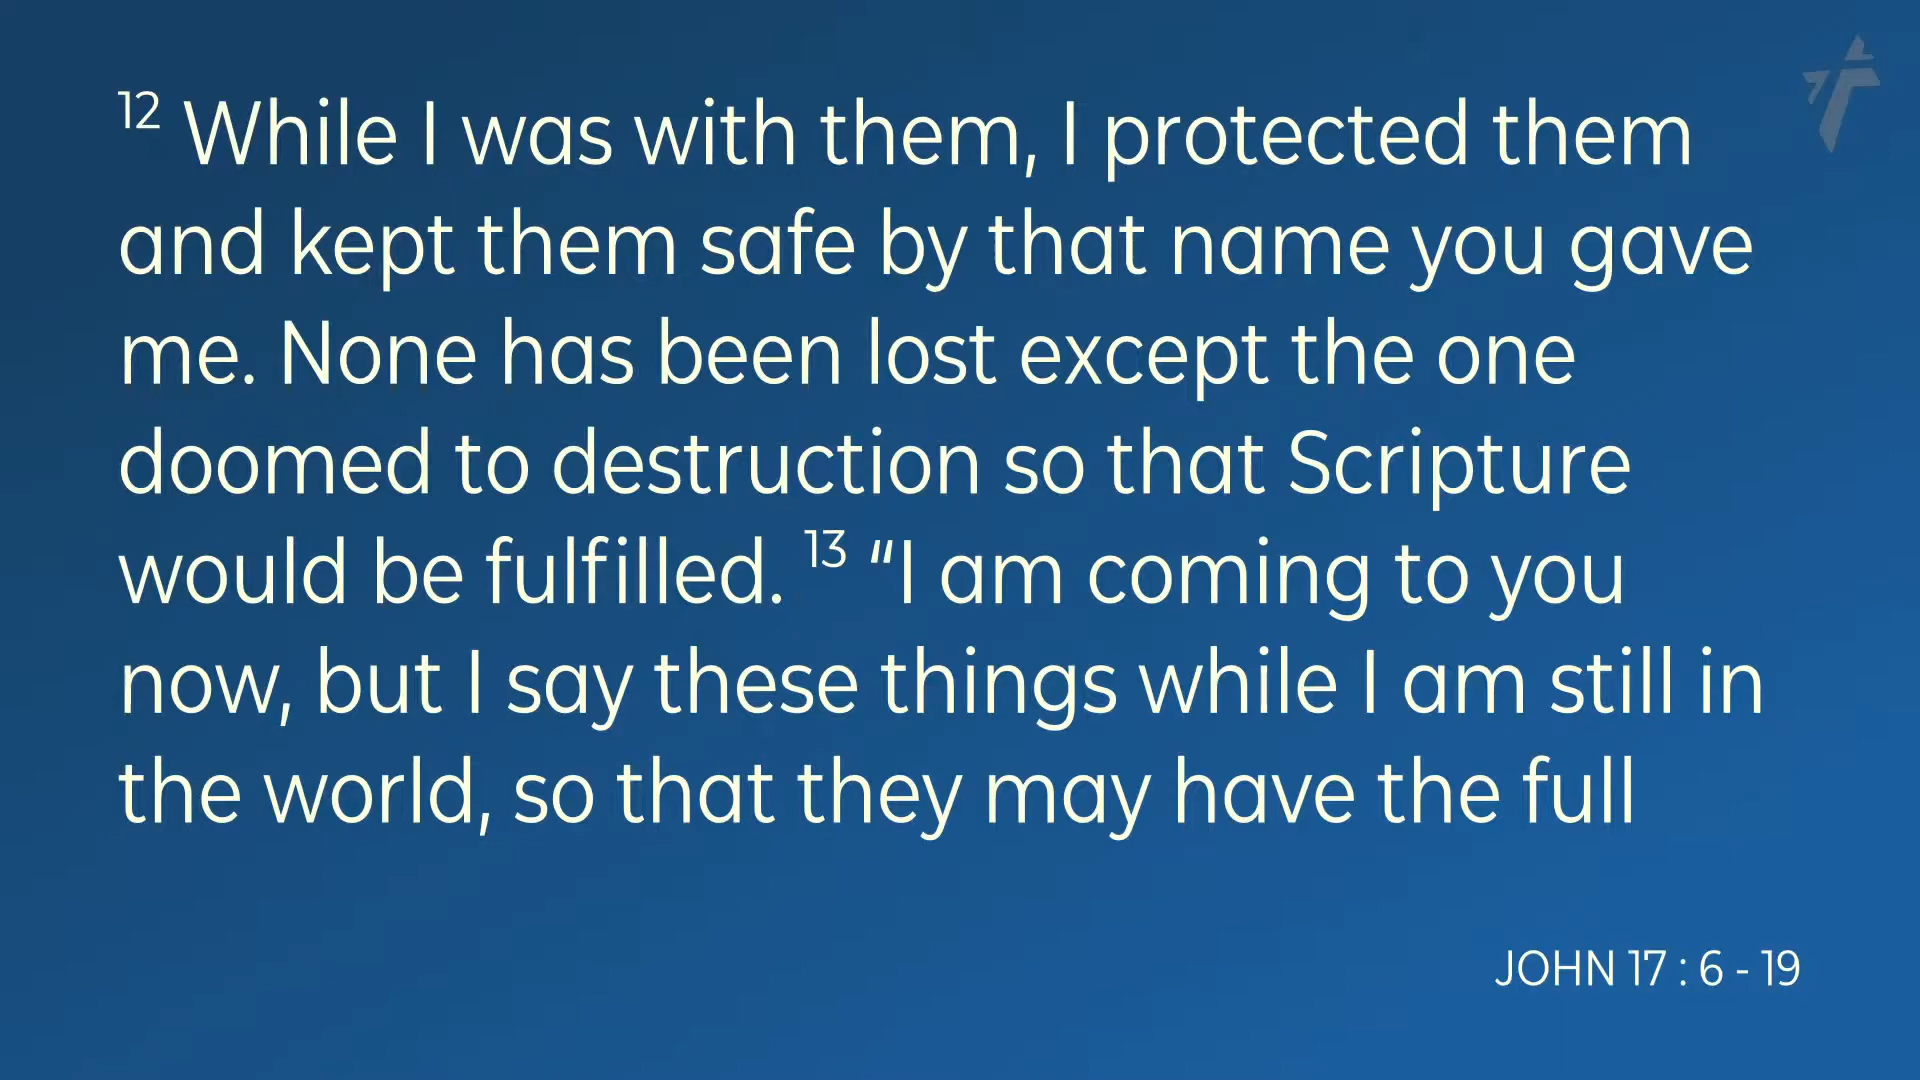 12 While I was with them, I protected them
and kept them safe by that name you gave
me. None has been lost except the one
doomed to destruction so that Scripture
would be fulfilled. 13 “I am coming to you
now, but I say these things while I am still in
the world, so that they may have the full
JOHN 17 : 6 - 19